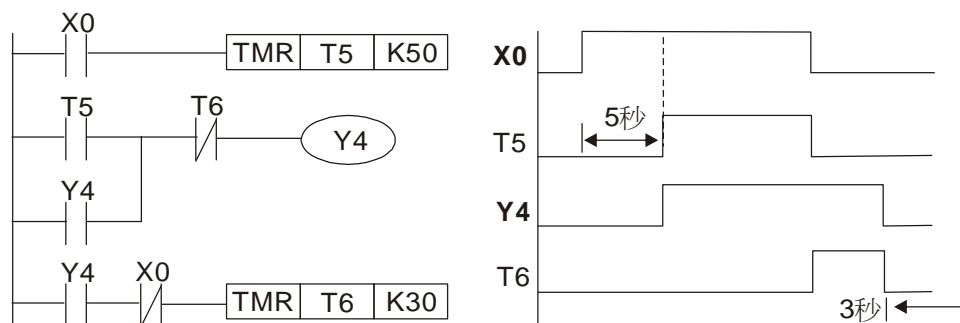 X0
TMR T5 K50
T5 T6
Y4
Y4
Y4 X0
TMR T6 K30
X0
5秒
T5
Y4
T6
3秒